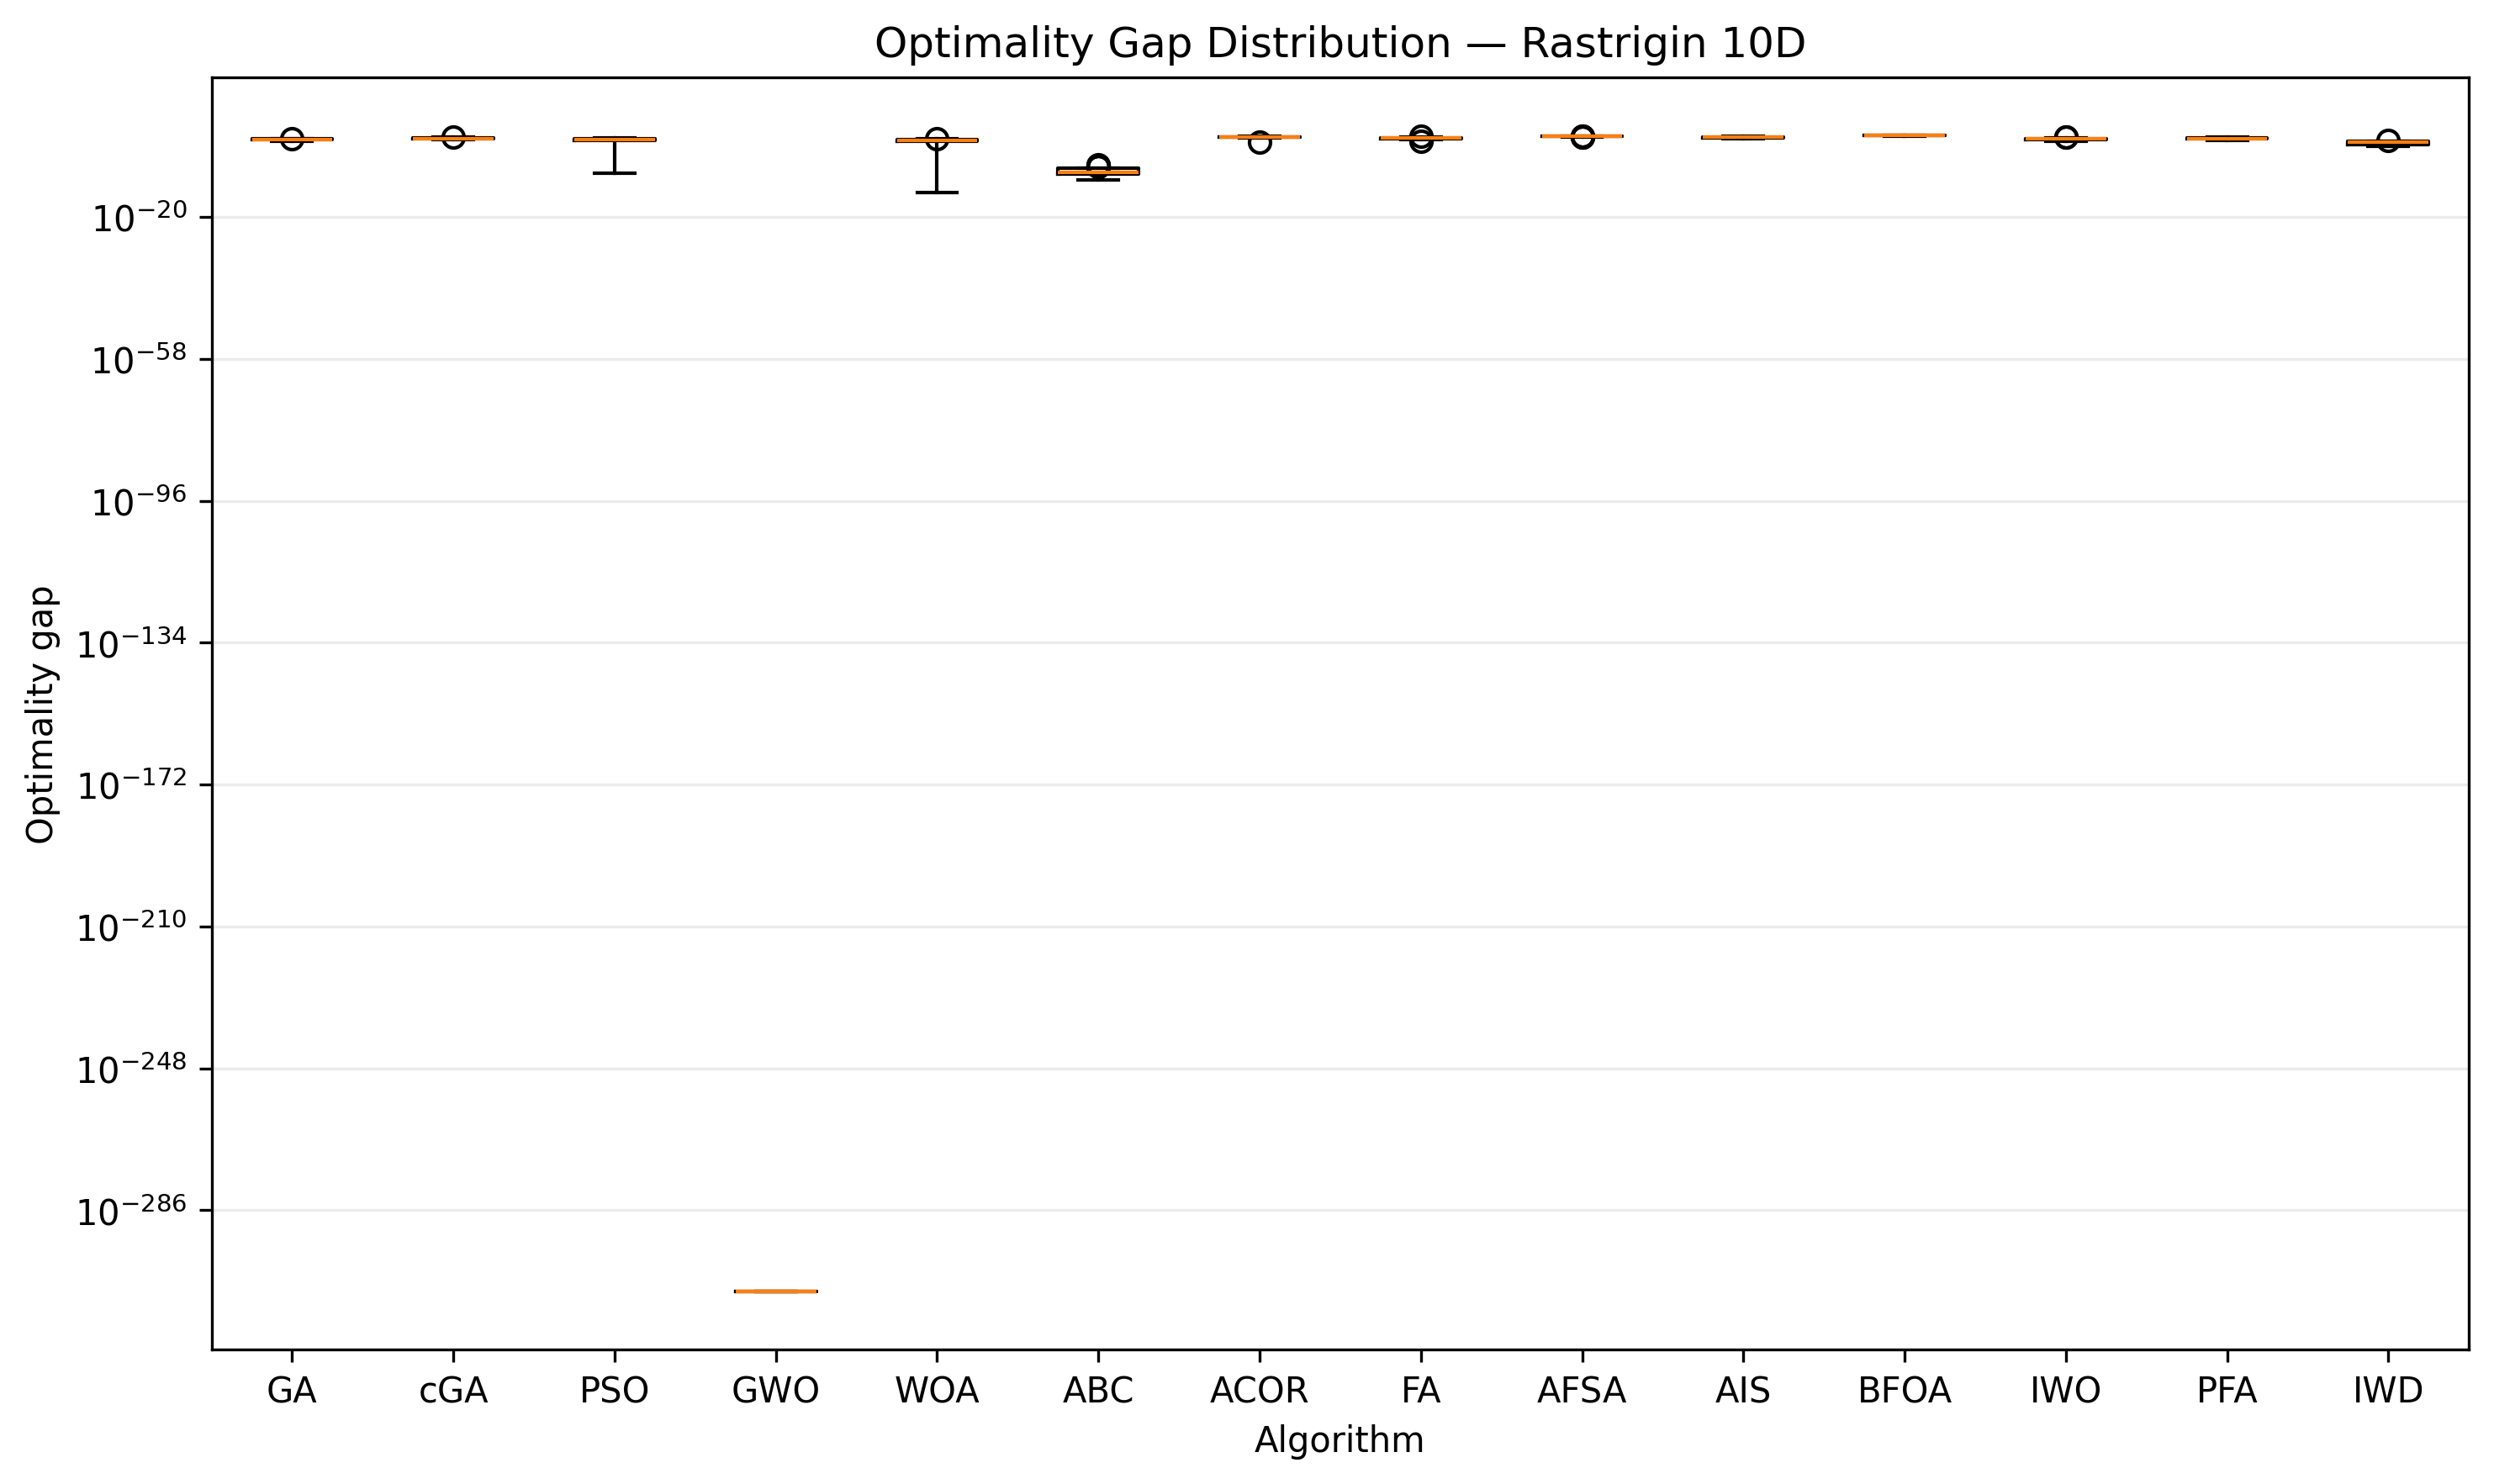 Optimality Gap Distribution — Rastrigin 10D
Optimality gap
10⁻²⁰
10⁻⁵⁸
10⁻⁹⁶
10⁻¹³⁴
10⁻¹⁷²
10⁻²¹⁰
10⁻²⁴⁸
10⁻²⁸⁶
GA cGA PSO GWO WOA ABC ACOR FA AFSA AIS BFOA IWO PFA IWD
Algorithm